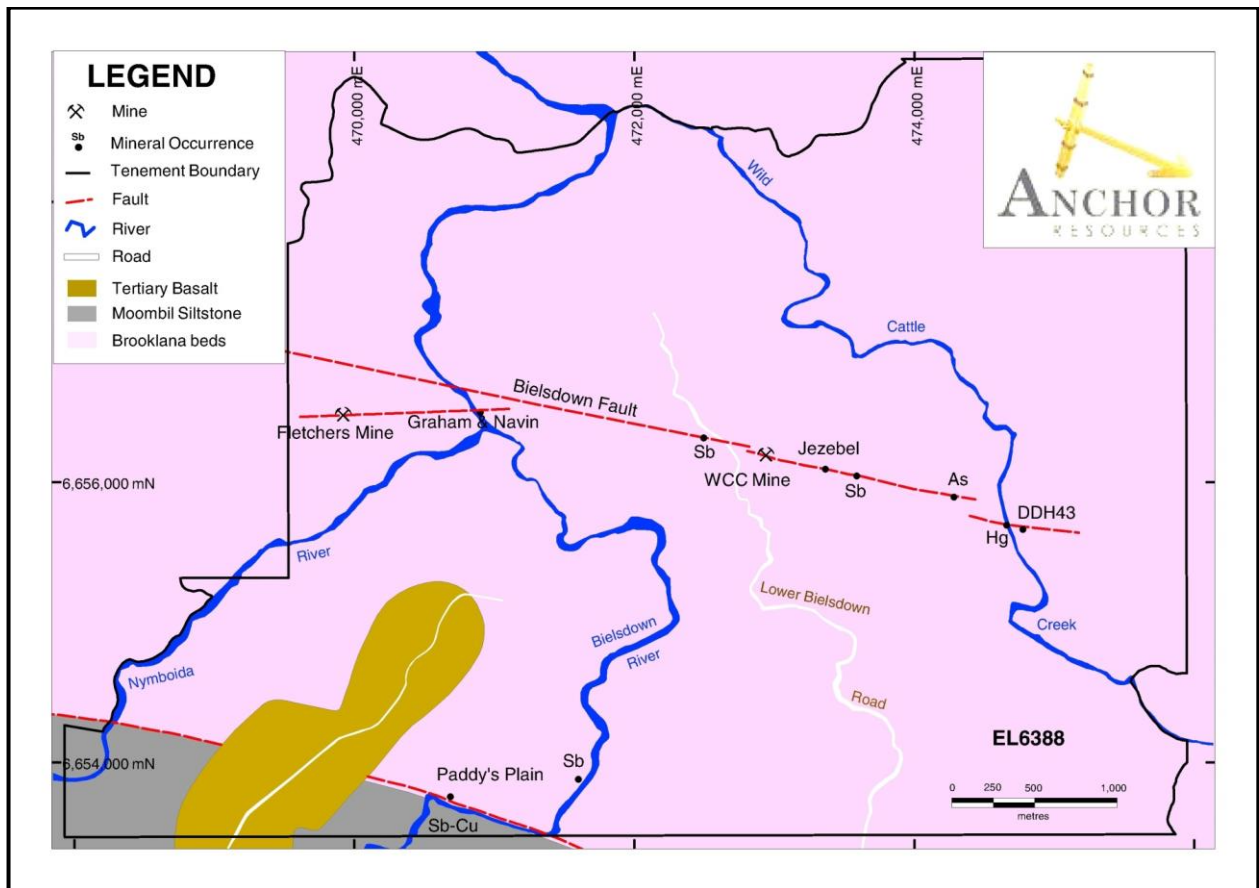 LEGEND
Mine
Sb
Mineral Occurrence
Tenement Boundary
Fault
River
Road
Tertiary Basalt
Moombil Siltstone
Brooklana beds
470,000 mE
472,000 mE
474,000 mE
ANCHOR
RESOURCES
Wild
Cattle
Bielsdown Fault
Fletchers Mine
Graham & Navin
Sb
WCC Mine
Jezebel
Sb
As
DDH43
Hg
6,656,000 mN
River
Lower Bielsdown
Bielsdown
River
Creek
Nymboida
Road
EL6388
6,654,000 mN
Paddy's Plain
Sb
Sb-Cu
0 250 500 1,000
metres